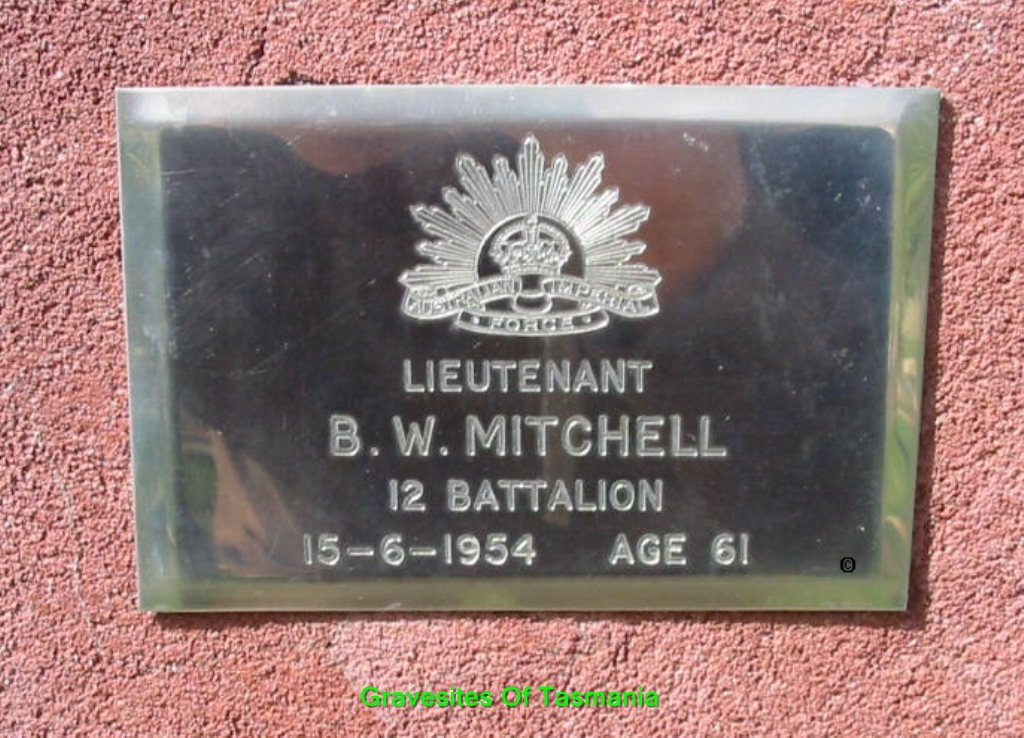 AUSTRALIAN IMPERIAL
FORCE
LIEUTENANT
B. W. MITCHELL
12 BATTALION
15-6-1954 AGE 61
©
Gravesites Of Tasmania